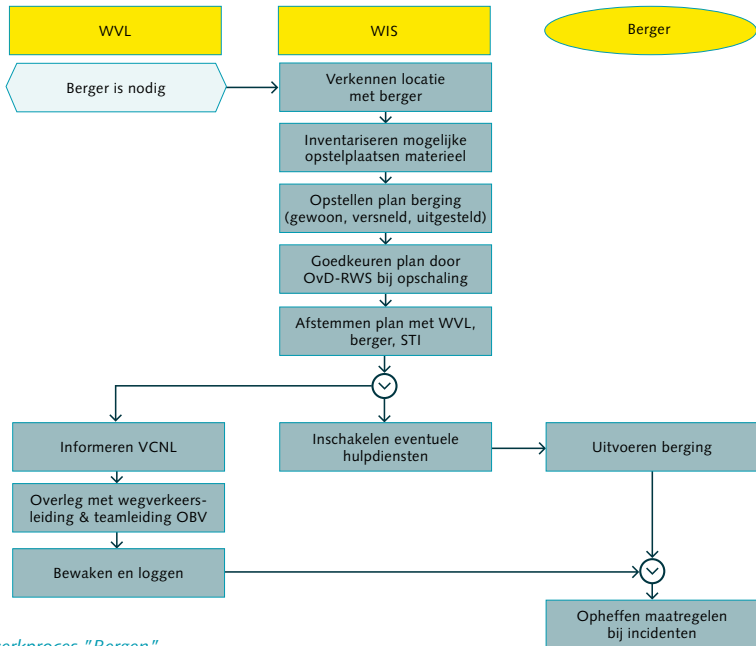 WVL
WIS
Berger
Berger is nodig
Verkennen locatie
met berger
Inventariseren mogelijke
opstelplaatsen materieel
Opstellen plan berging
(gewoon, versneld, uitgesteld)
Goedkeuren plan door
OvD-RWS bij opschaling
Afstemmen plan met WVL,
berger, STI
Informeren VCNL
Inschakelen eventuele
hulpdiensten
Uitvoeren berging
Overleg met wegverkeers-
leiding & teamleiding OBV
Bewaken en loggen
Opheffen maatregelen
bij incidenten
"Bergen"